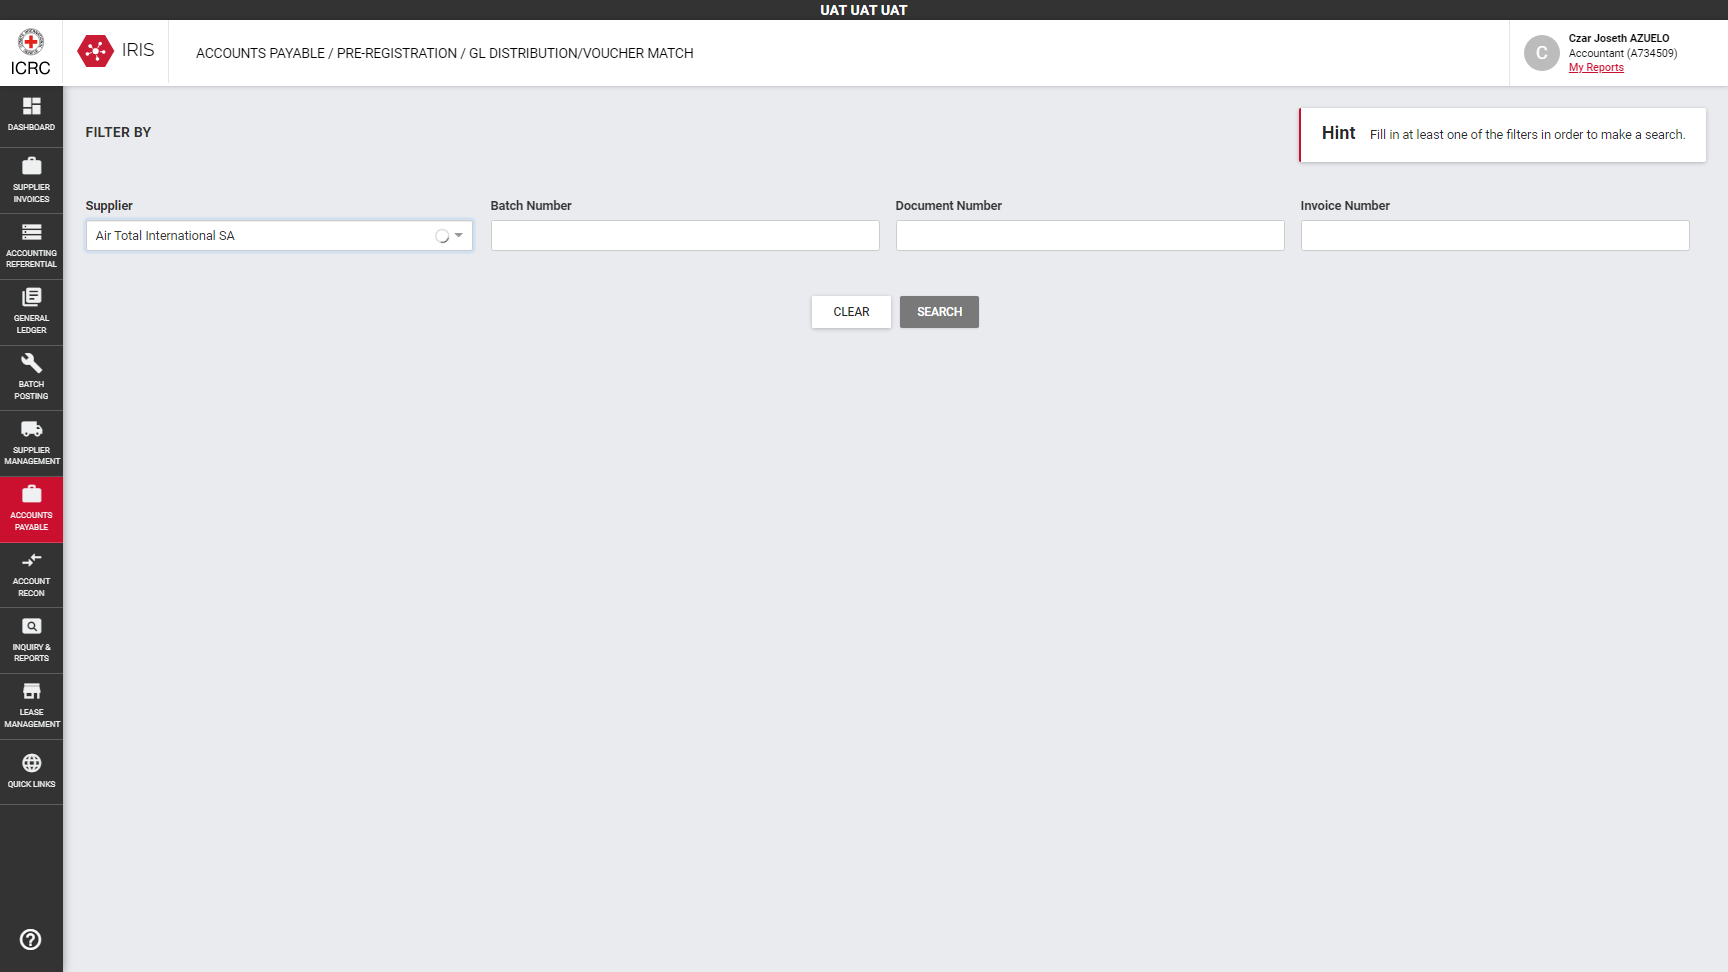 UAT UAT UAT
ICRC
IRIS
ACCOUNTS PAYABLE / PRE-REGISTRATION / GL DISTRIBUTION/VOUCHER MATCH
C
Czar Joseth AZUELO
Accountant (A734509)
My Reports
DASHBOARD
SUPPLIER
INVOICES
ACCOUNTING
REFERENTIAL
GENERAL
LEDGER
BATCH
POSTING
SUPPLIER
MANAGEMENT
ACCOUNTS
PAYABLE
ACCOUNT
RECON
INQUIRY &
REPORTS
LEASE
MANAGEMENT
QUICK LINKS
FILTER BY
Hint Fill in at least one of the filters in order to make a search.
Supplier
Air Total International SA
Batch Number
Document Number
Invoice Number
CLEAR
SEARCH